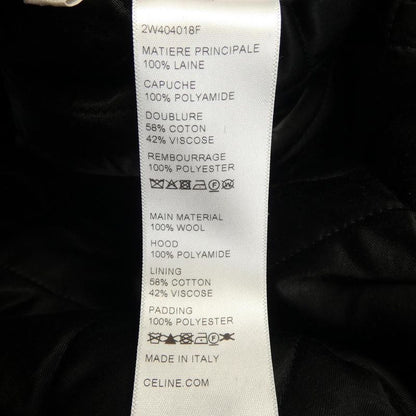 2W404018F
MATIERE PRINCIPALE
100% LAINE
CAPUCHE
100% POLYAMIDE
DOUBLURE
58% COTON
42% VISCOSE
REMBOURRAGE
100% POLYESTER
MAIN MATERIAL
100% WOOL
HOOD
100% POLYAMIDE
LINING
58% COTTON
42% VISCOSE
PADDING
100% POLYESTER
MADE IN ITALY
CELINE.COM